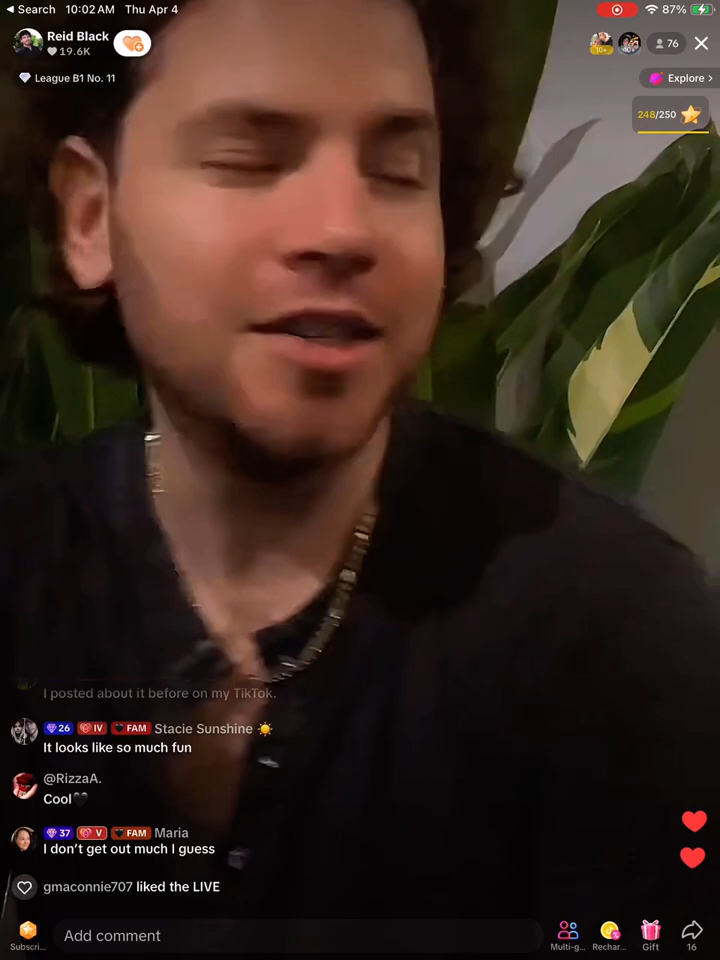 ◀ Search 10:02 AM Thu Apr 4 87%
Reid Black
19.6K
76
League B1 No. 11
Explore >
248/250
I posted about it before on my TikTok.
26 IV FAM Stacie Sunshine
It looks like so much fun
@RizzaA.
Cool🖤
37 V FAM Maria
I don't get out much I guess
gmaconnie707 liked the LIVE
Add comment
Subscri... Multi-g... Rechar... Gift 16